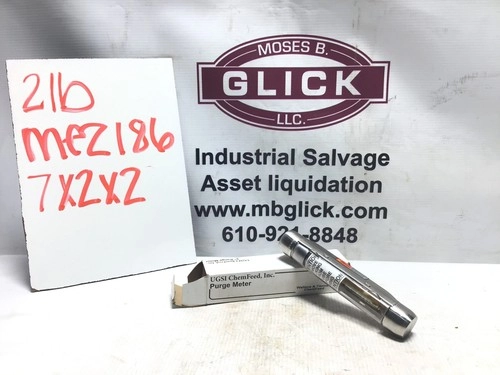 2lb
mez186
7x2x2
MOSES B.
GLICK
LLC.
Industrial Salvage
Asset liquidation
www.mbglick.com
610-921-8848
UGSI ChemFeed, Inc.
Purge Meter